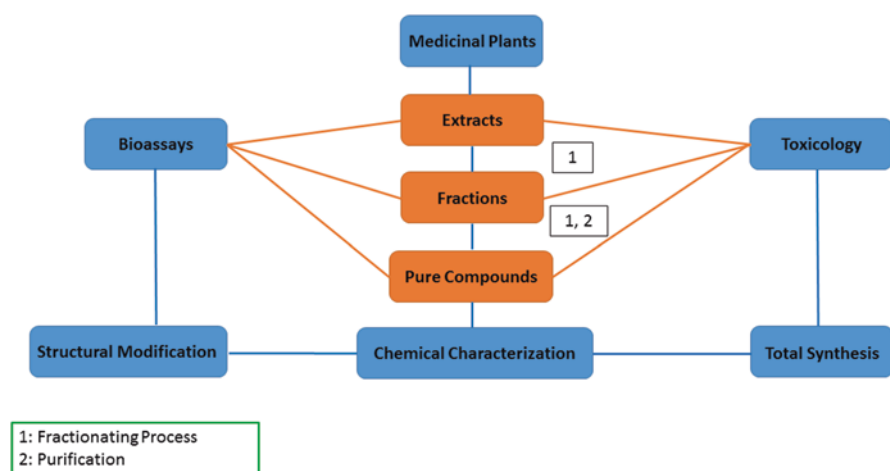 Medicinal Plants
Extracts
Bioassays
Toxicology
1
Fractions
1, 2
Pure Compounds
Structural Modification
Chemical Characterization
Total Synthesis
1: Fractionating Process
2: Purification